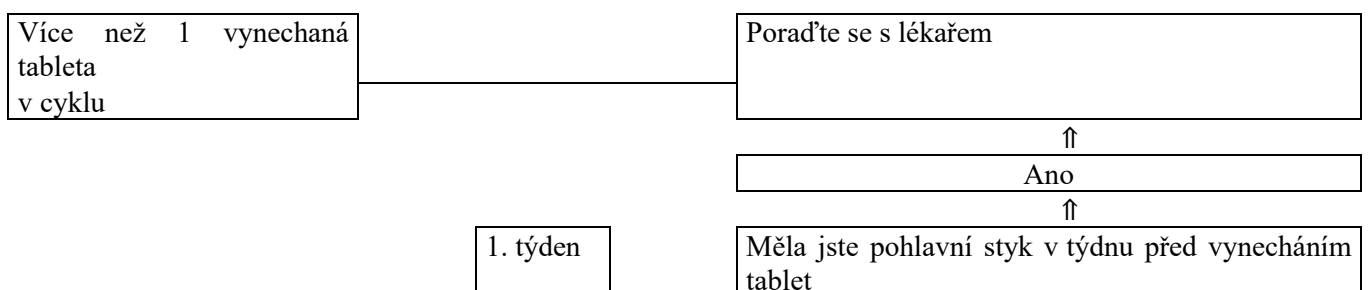 Více než 1 vynechaná
tableta
v cyklu
Poraďte se s lékařem
⇑
Ano
⇑
1. týden
Měla jste pohlavní styk v týdnu před vynecháním
tablet